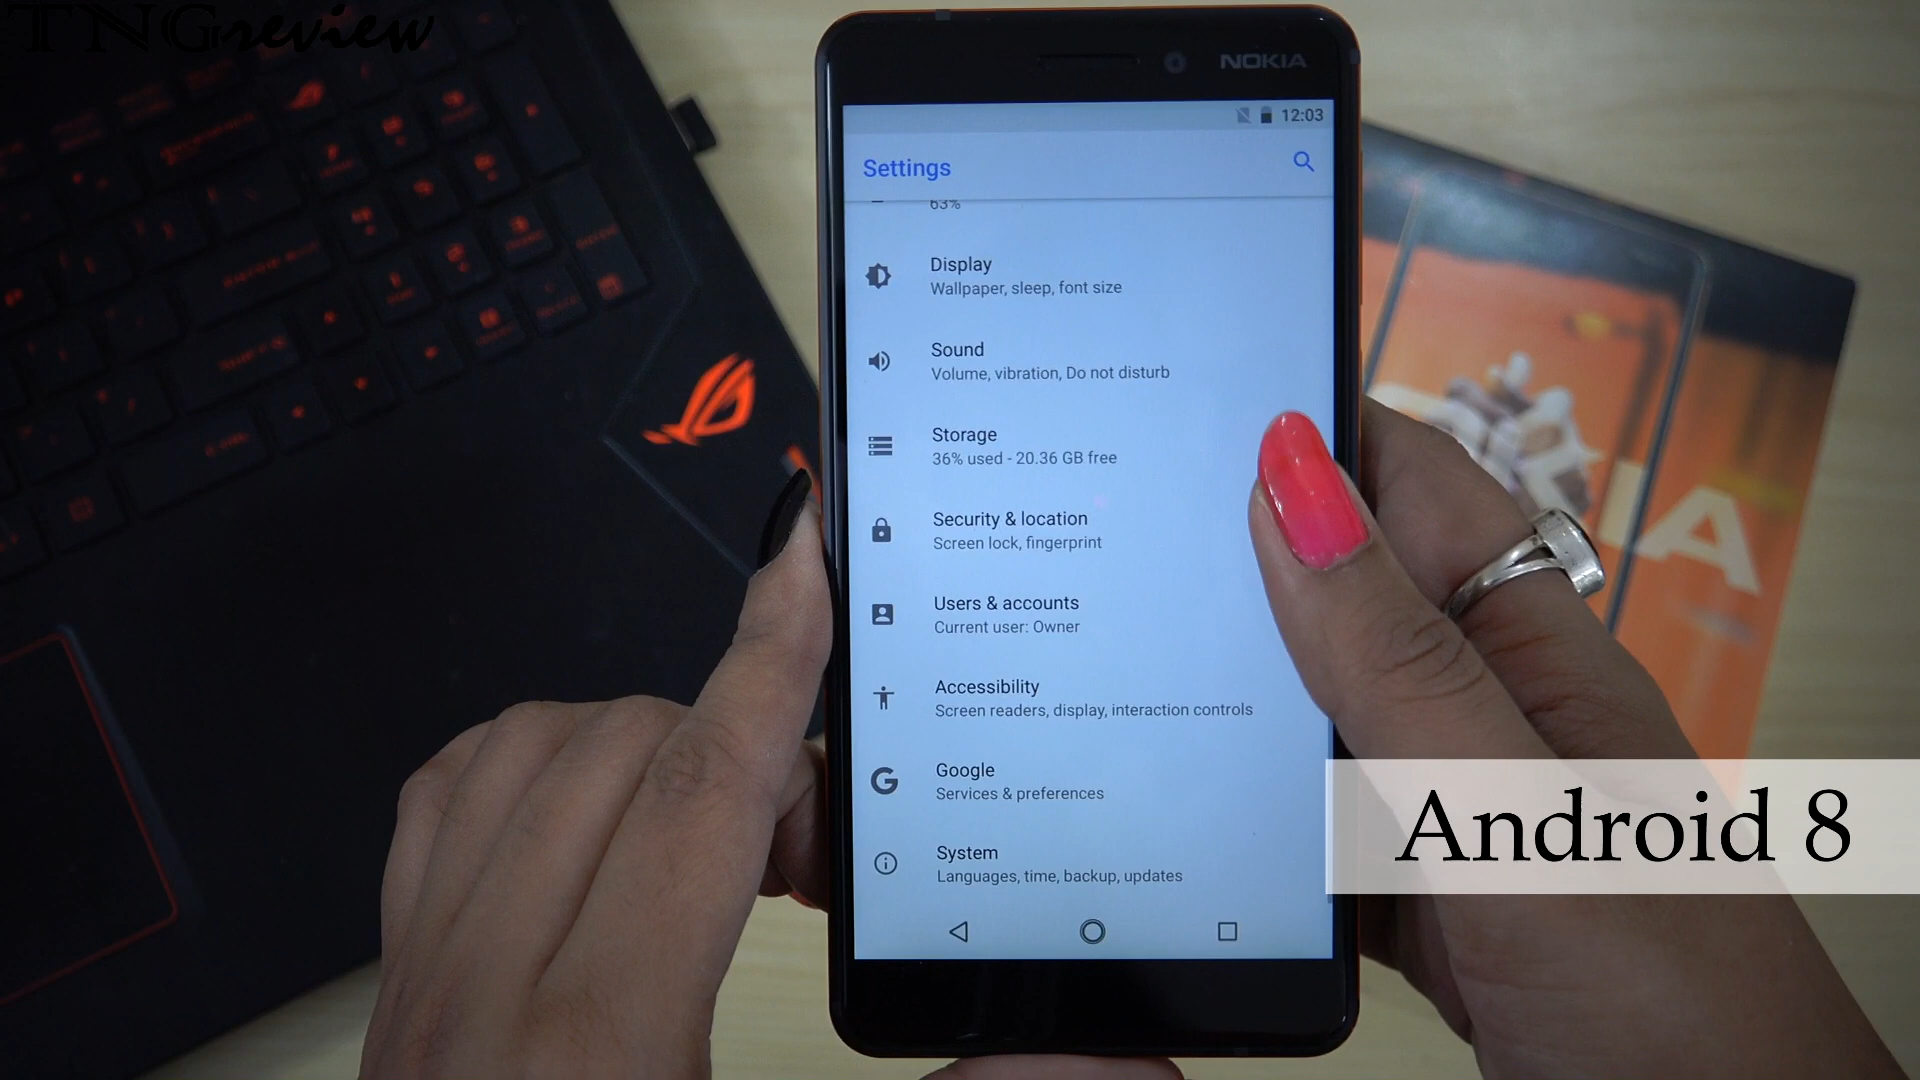 TNGreview
NOKIA
12:03
Settings
63%
Display
Wallpaper, sleep, font size
Sound
Volume, vibration, Do not disturb
Storage
36% used - 20.36 GB free
Security & location
Screen lock, fingerprint
Users & accounts
Current user: Owner
Accessibility
Screen readers, display, interaction controls
Google
Services & preferences
System
Languages, time, backup, updates
KIA
Android 8